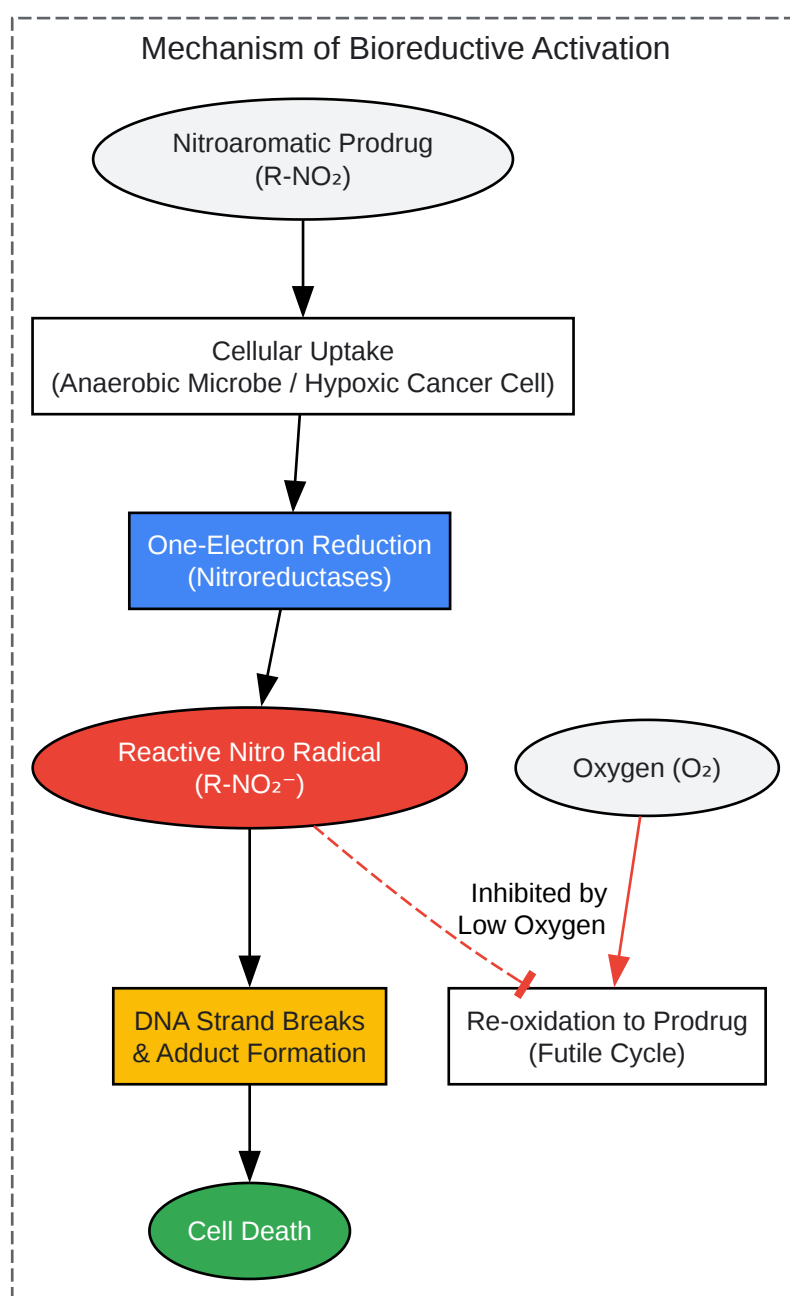 Mechanism of Bioreductive Activation
Nitroaromatic Prodrug
(R-NO₂)
Cellular Uptake
(Anaerobic Microbe / Hypoxic Cancer Cell)
One-Electron Reduction
(Nitroreductases)
Reactive Nitro Radical
(R-NO₂⁻)
Oxygen (O₂)
Inhibited by
Low Oxygen
DNA Strand Breaks
& Adduct Formation
Re-oxidation to Prodrug
(Futile Cycle)
Cell Death